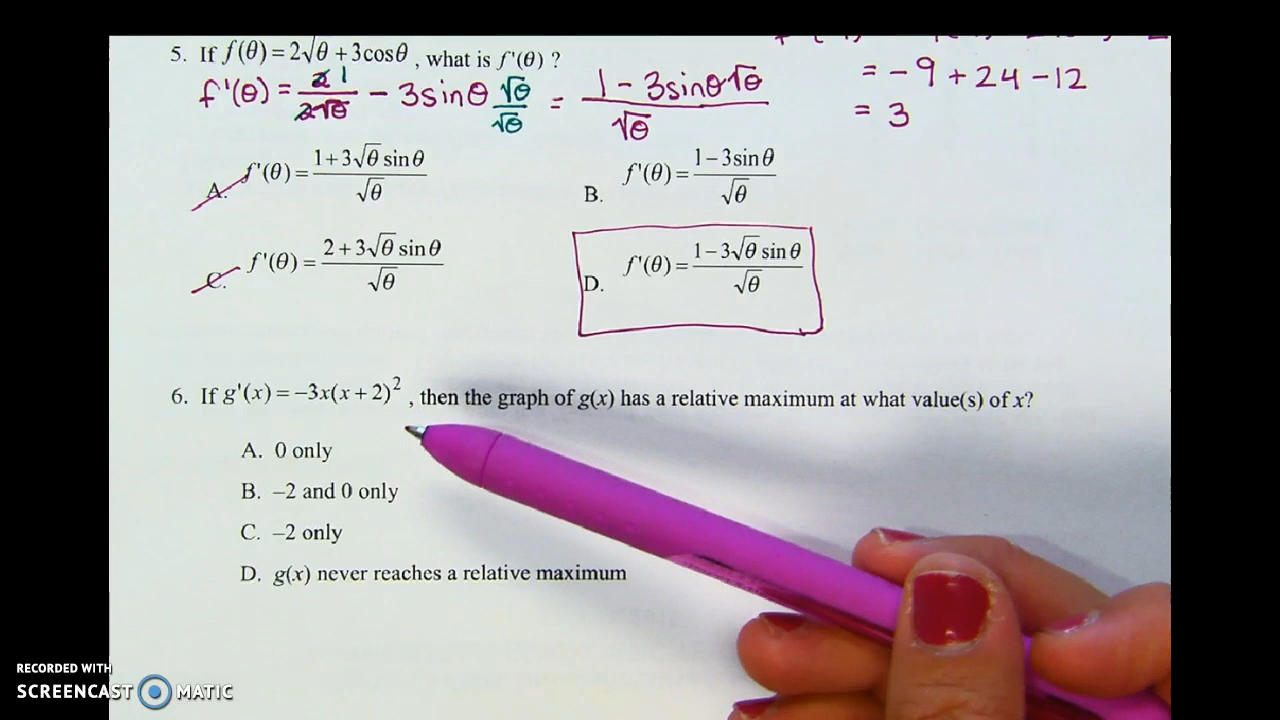 5. If f(θ)=2√θ+3cosθ, what is f'(θ)?
f'(θ) = 2 1 / 2√θ − 3sinθ √θ/√θ = (1 − 3sinθ√θ)/√θ
= −9 + 24 − 12
= 3
A. f'(θ)=(1+3√θ sinθ)/√θ
B. f'(θ)=(1−3sinθ)/√θ
C. f'(θ)=(2+3√θ sinθ)/√θ
D. f'(θ)=(1−3√θ sinθ)/√θ
6. If g'(x)=−3x(x+2)², then the graph of g(x) has a relative maximum at what value(s) of x?
A. 0 only
B. −2 and 0 only
C. −2 only
D. g(x) never reaches a relative maximum
RECORDED WITH
SCREENCAST MATIC